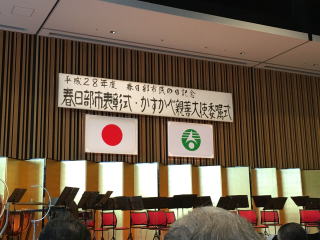 平成28年度 春日部市民の日記念
春日部市表彰式・かすかべ親善大使委嘱式
春